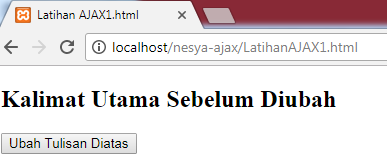 Latihan AJAX1.html
localhost/nesya-ajax/LatihanAJAX1.html
Kalimat Utama Sebelum Diubah
Ubah Tulisan Diatas